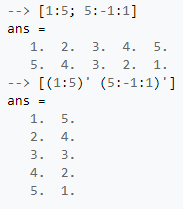 --> [1:5; 5:-1:1]
ans =
1. 2. 3. 4. 5.
5. 4. 3. 2. 1.
--> [(1:5)' (5:-1:1)']
ans =
1. 5.
2. 4.
3. 3.
4. 2.
5. 1.